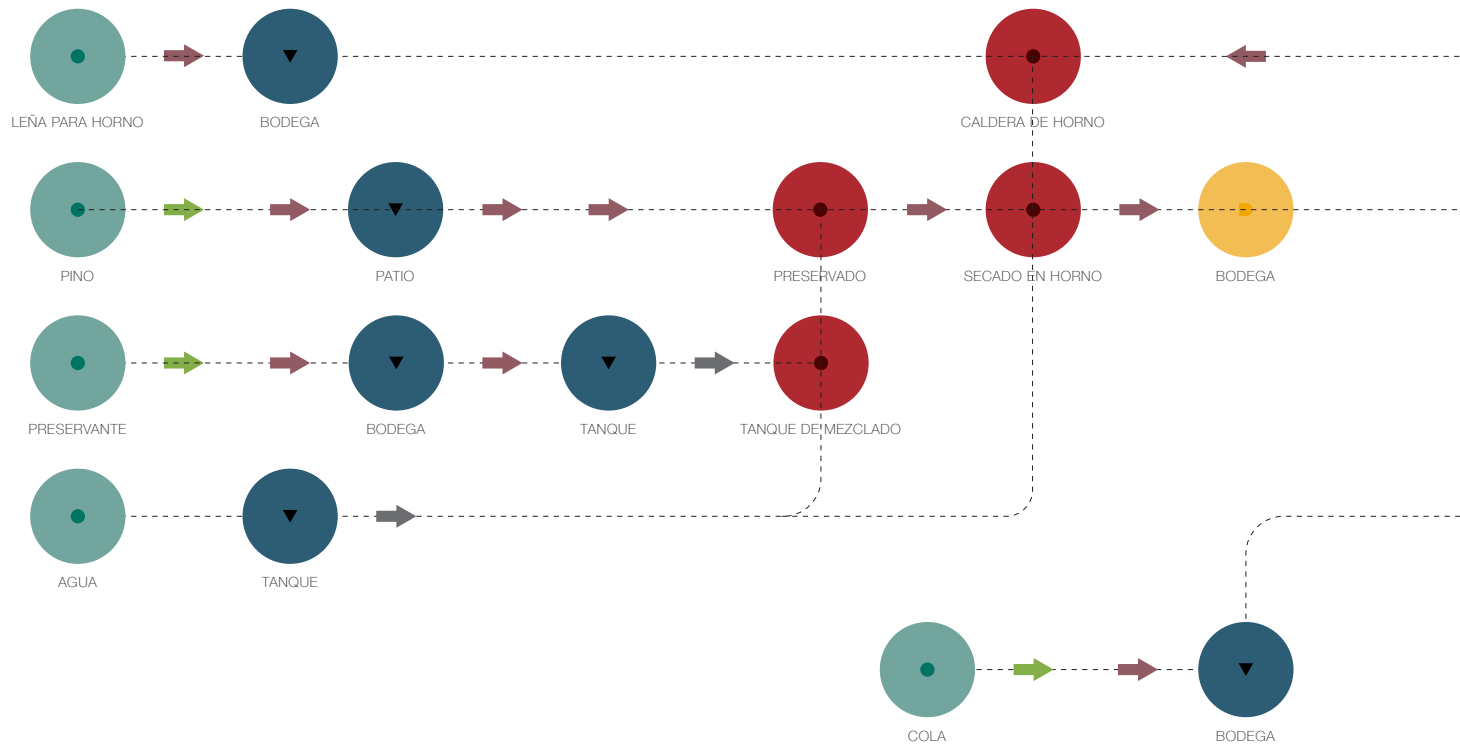 LEÑA PARA HORNO
BODEGA
CALDERA DE HORNO
PINO
PATIO
PRESERVADO
SECADO EN HORNO
BODEGA
PRESERVANTE
BODEGA
TANQUE
TANQUE DE MEZCLADO
AGUA
TANQUE
COLA
BODEGA